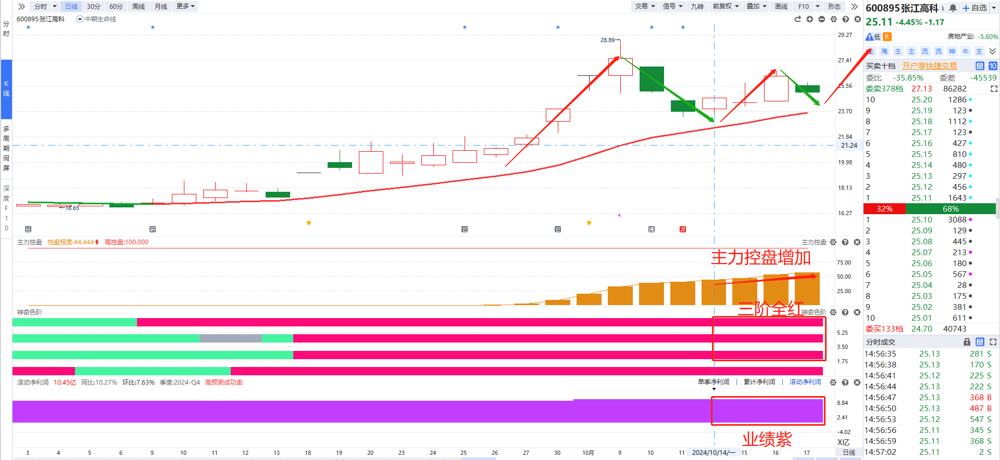 分时 日线 30分 60分 周线 月线 更多 交易 信号 九转 前复权 叠加 画线 F10 形态
600895张江高科 中期生命线
分时
K线
多周期同屏
深度F10
28.89
16.65
29.27
27.41
25.56
23.70
21.84
21.24
19.98
18.13
16.27
经 研 它 它 提 派
主力控盘 控盘程度:44.444 高控盘:100.000 主力控盘
主力控盘增加
75.00
50.00
25.00
三阶全红
神奇色阶 神奇色阶
5.25
3.50
1.75
滚动净利润 10.45亿 同比:10.27% 环比:7.63% 季度:2024-Q4 高预测成功率 单季净利润 累计净利润 滚动净利润
8.84
2.41
-4.02
业绩紫
X亿
3 4 5 6 9 10 11 12 13 18 19 20 23 24 25 26 27 30 10月 9 10 11 2024/10/14/一 15 16 17 日线
600895张江高科 自选
25.11 -4.45% -1.17
低 R 房地产业: -5.60%
海 主 主 流 流 神 牛 主
买卖十档 开户享快捷交易 量 10
委比 -35.85% 委差 -45539
委卖378档 27.13 86282
10 25.20 1286
9 25.19 123
8 25.18 1112
7 25.17 123
6 25.16 427
5 25.15 810
4 25.14 480
3 25.13 297
2 25.12 456
1 25.11 1643
32% 68%
1 25.10 3088
2 25.09 129
3 25.08 445
4 25.07 213
5 25.06 180
6 25.05 567
7 25.04 28
8 25.03 175
9 25.02 381
10 25.01 611
委买133档 24.70 40743
分时成交 量
14:56:35 25.13 281 S
14:56:38 25.13 170 S
14:56:41 25.12 225 S
14:56:44 25.13 222 S
14:56:47 25.13 368 B
14:56:50 25.13 487 B
14:56:53 25.12 547 S
14:56:56 25.11 345 S
14:56:59 25.11 368 S
14:57:02 25.11 2 S